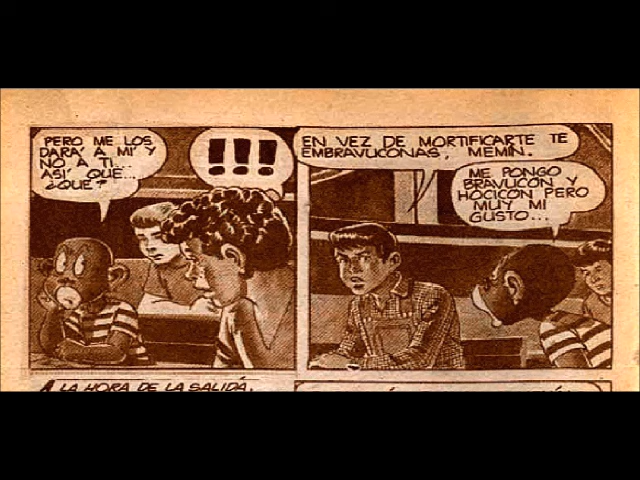 PERO ME LOS
DARÁ A MÍ Y
NO A TI...
ASÍ, QUE...
¿QUÉ?
!!!
EN VEZ DE MORTIFICARTE TE
EMBRAVUCONAS, MEMÍN.
ME PONGO
BRAVUCÓN Y
HOCICÓN PERO
MUY MI
GUSTO...
A LA HORA DE LA SALIDA,